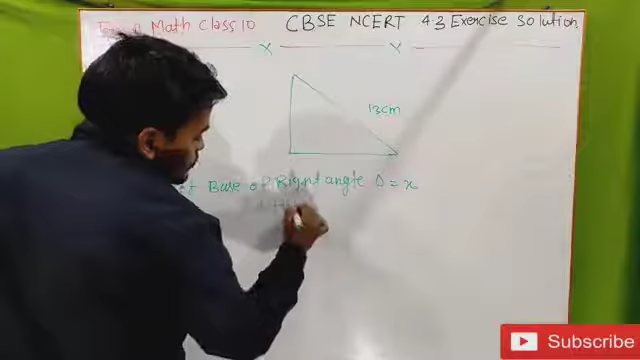 Math Class 10 CBSE NCERT 4.3 Exercise Solution
x x
13cm
Base of Right angle Δ = x
Subscribe